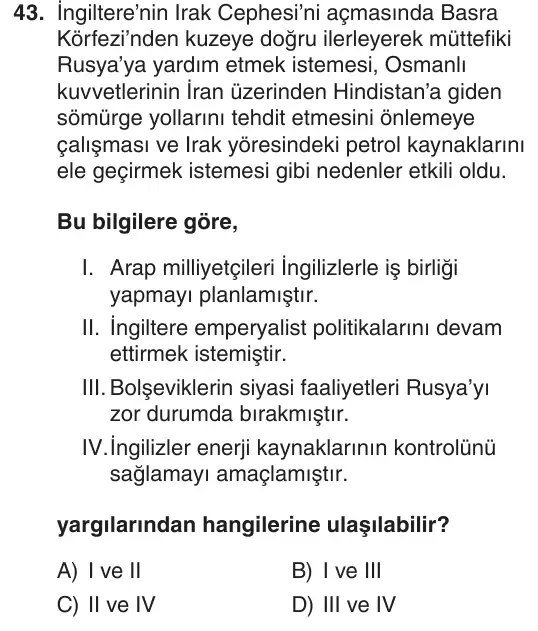 43. İngiltere’nin Irak Cephesi’ni açmasında Basra
Körfezi’nden kuzeye doğru ilerleyerek müttefiki
Rusya’ya yardım etmek istemesi, Osmanlı
kuvvetlerinin İran üzerinden Hindistan’a giden
sömürge yollarını tehdit etmesini önlemeye
çalışması ve Irak yöresindeki petrol kaynaklarını
ele geçirmek istemesi gibi nedenler etkili oldu.
Bu bilgilere göre,
I. Arap milliyetçileri İngilizlerle iş birliği
yapmayı planlamıştır.
II. İngiltere emperyalist politikalarını devam
ettirmek istemiştir.
III. Bolşeviklerin siyasi faaliyetleri Rusya’yı
zor durumda bırakmıştır.
IV. İngilizler enerji kaynaklarının kontrolünü
sağlamayı amaçlamıştır.
yargılarından hangilerine ulaşılabilir?
A) I ve II B) I ve III
C) II ve IV D) III ve IV